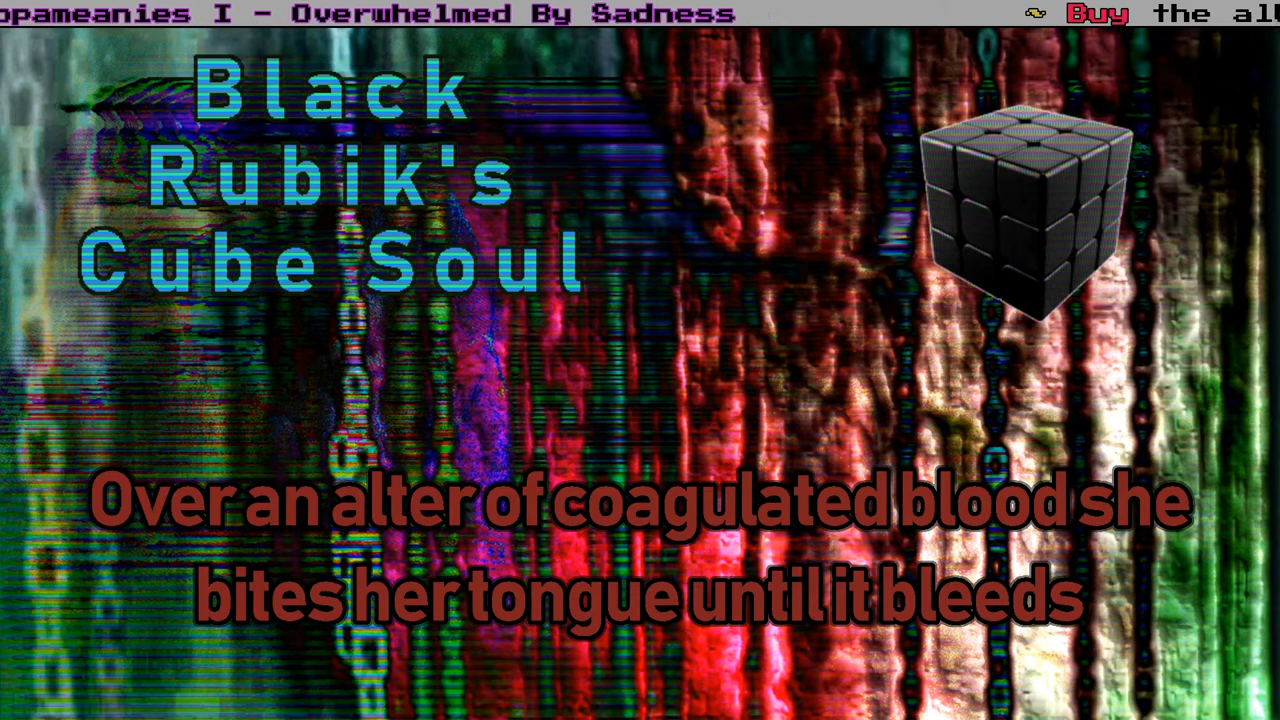 opameanies I - Overwhelmed By Sadness
Buy the al
Black
Rubik's
Cube Soul
Over an alter of coagulated blood she
bites her tongue until it bleeds